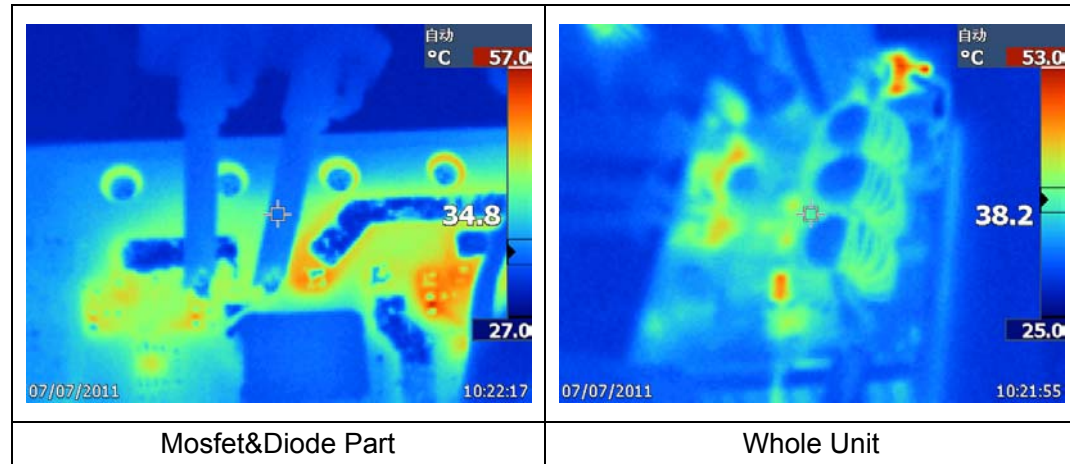 自动
°C 57.0
34.8
27.0
07/07/2011 10:22:17
自动
°C 53.0
38.2
25.0
07/07/2011 10:21:55
Mosfet&Diode Part
Whole Unit